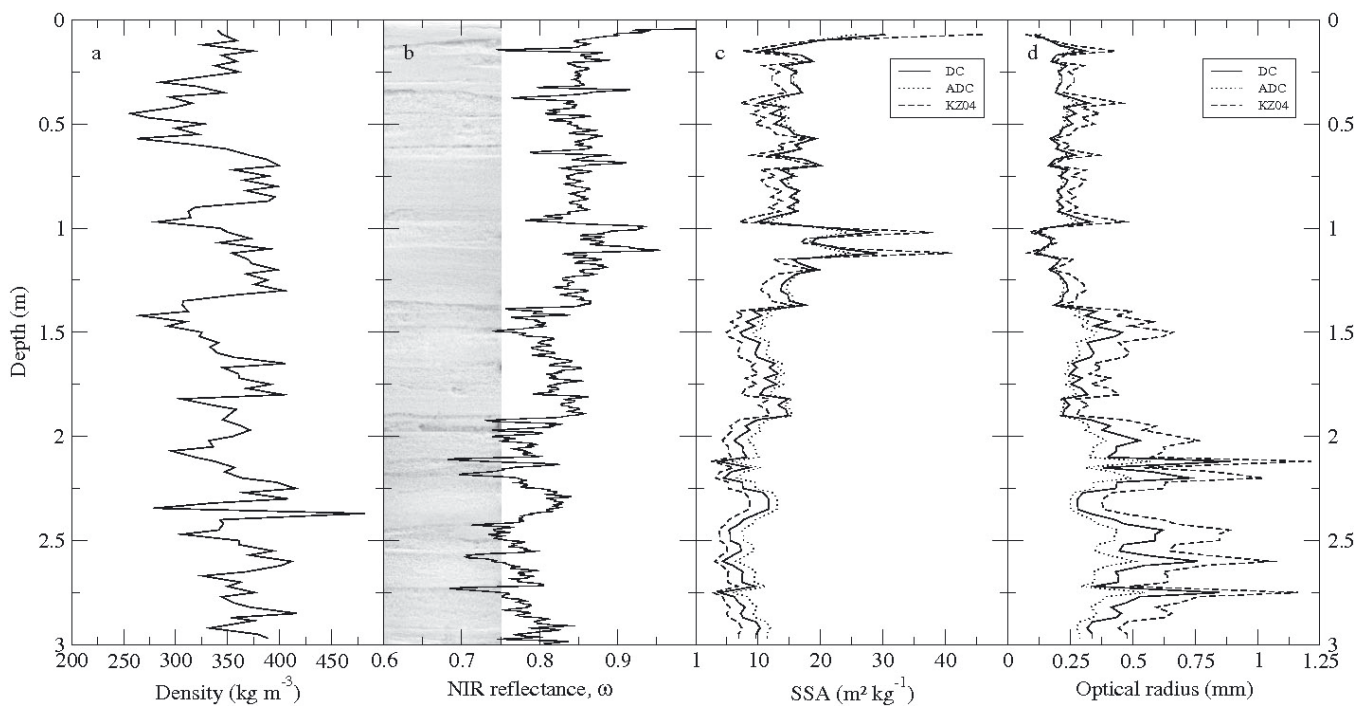 a
b
c
d
DC
ADC
KZ04
DC
ADC
KZ04
0
0.5
1
1.5
2
2.5
3
0
0.5
1
1.5
2
2.5
3
Depth (m)
200 250 300 350 400 450
0.6 0.7 0.8 0.9 1
10 20 30 40
0 0.25 0.5 0.75 1 1.25
Density (kg m⁻³)
NIR reflectance, ω
SSA (m² kg⁻¹)
Optical radius (mm)